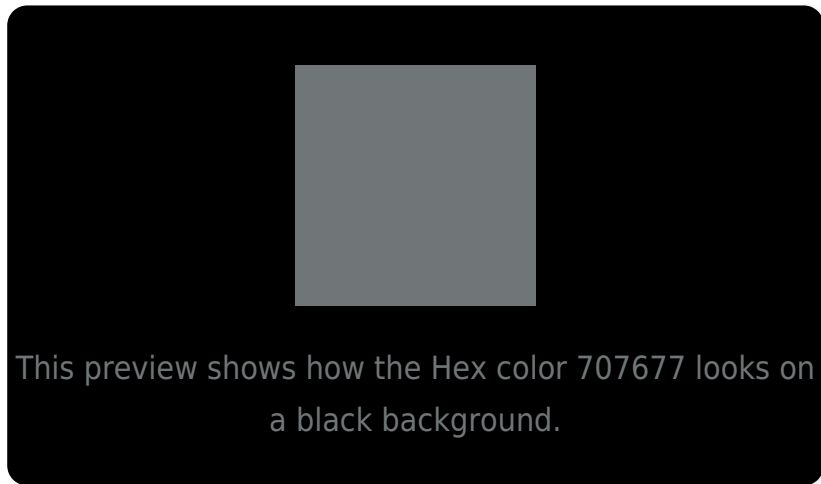 This preview shows how the Hex color 707677 looks on
a black background.